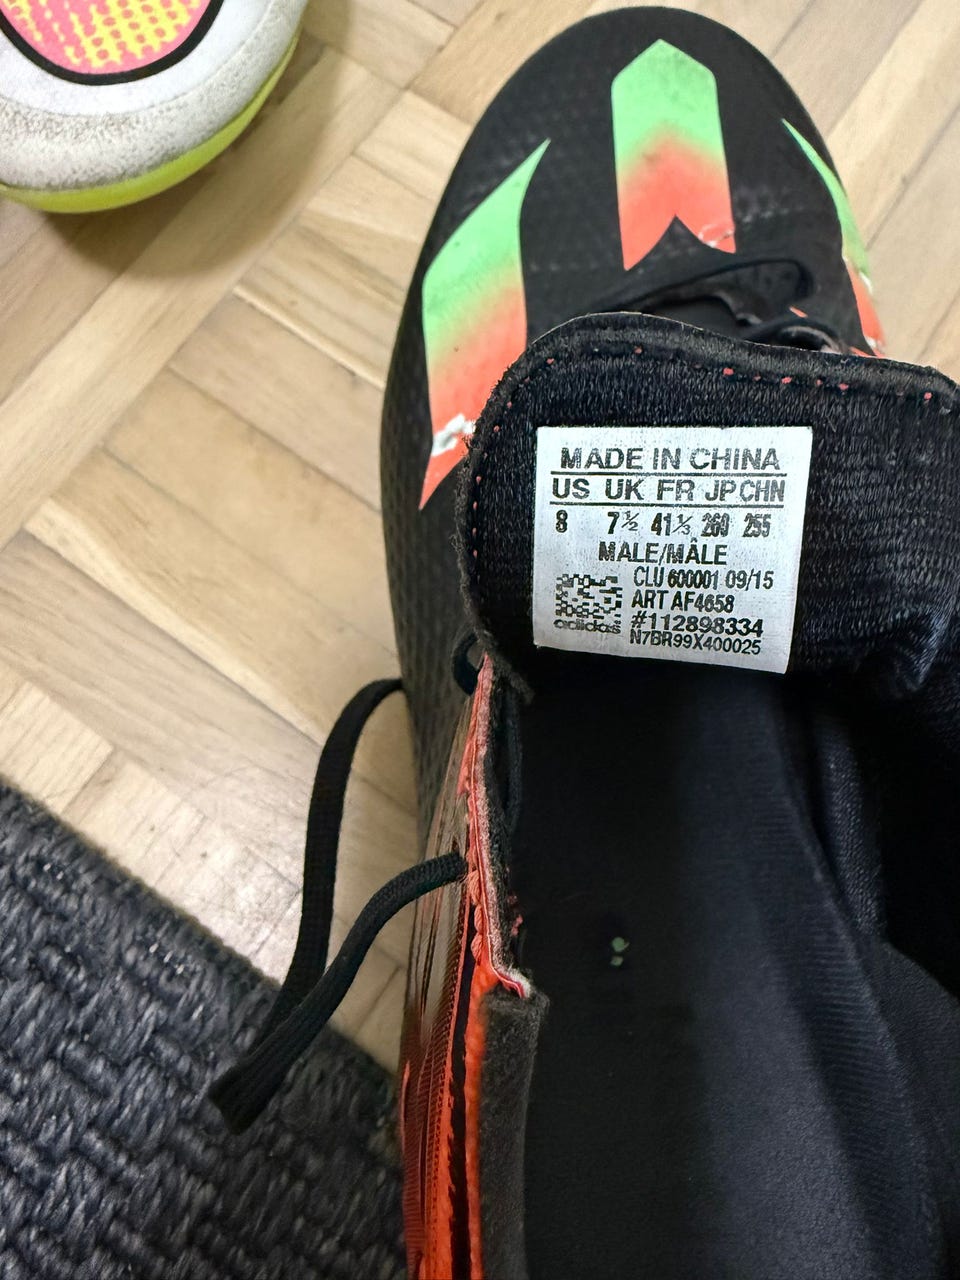 MADE IN CHINA
US UK FR JP CHN
8 7½ 41⅓ 260 255
MALE/MÂLE
CLU 600001 09/15
ART AF4658
adidas #112898334
N7BR99X400025